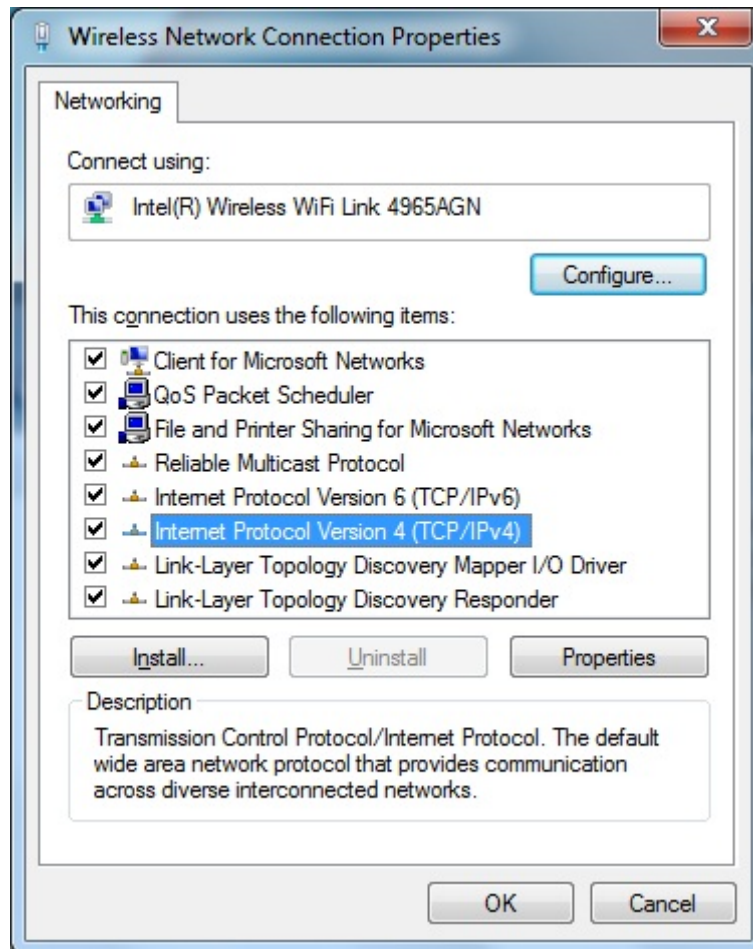 Wireless Network Connection Properties
Networking
Connect using:
Intel(R) Wireless WiFi Link 4965AGN
Configure...
This connection uses the following items:
Client for Microsoft Networks
QoS Packet Scheduler
File and Printer Sharing for Microsoft Networks
Reliable Multicast Protocol
Internet Protocol Version 6 (TCP/IPv6)
Internet Protocol Version 4 (TCP/IPv4)
Link-Layer Topology Discovery Mapper I/O Driver
Link-Layer Topology Discovery Responder
Install... Uninstall Properties
Description
Transmission Control Protocol/Internet Protocol. The default
wide area network protocol that provides communication
across diverse interconnected networks.
OK Cancel